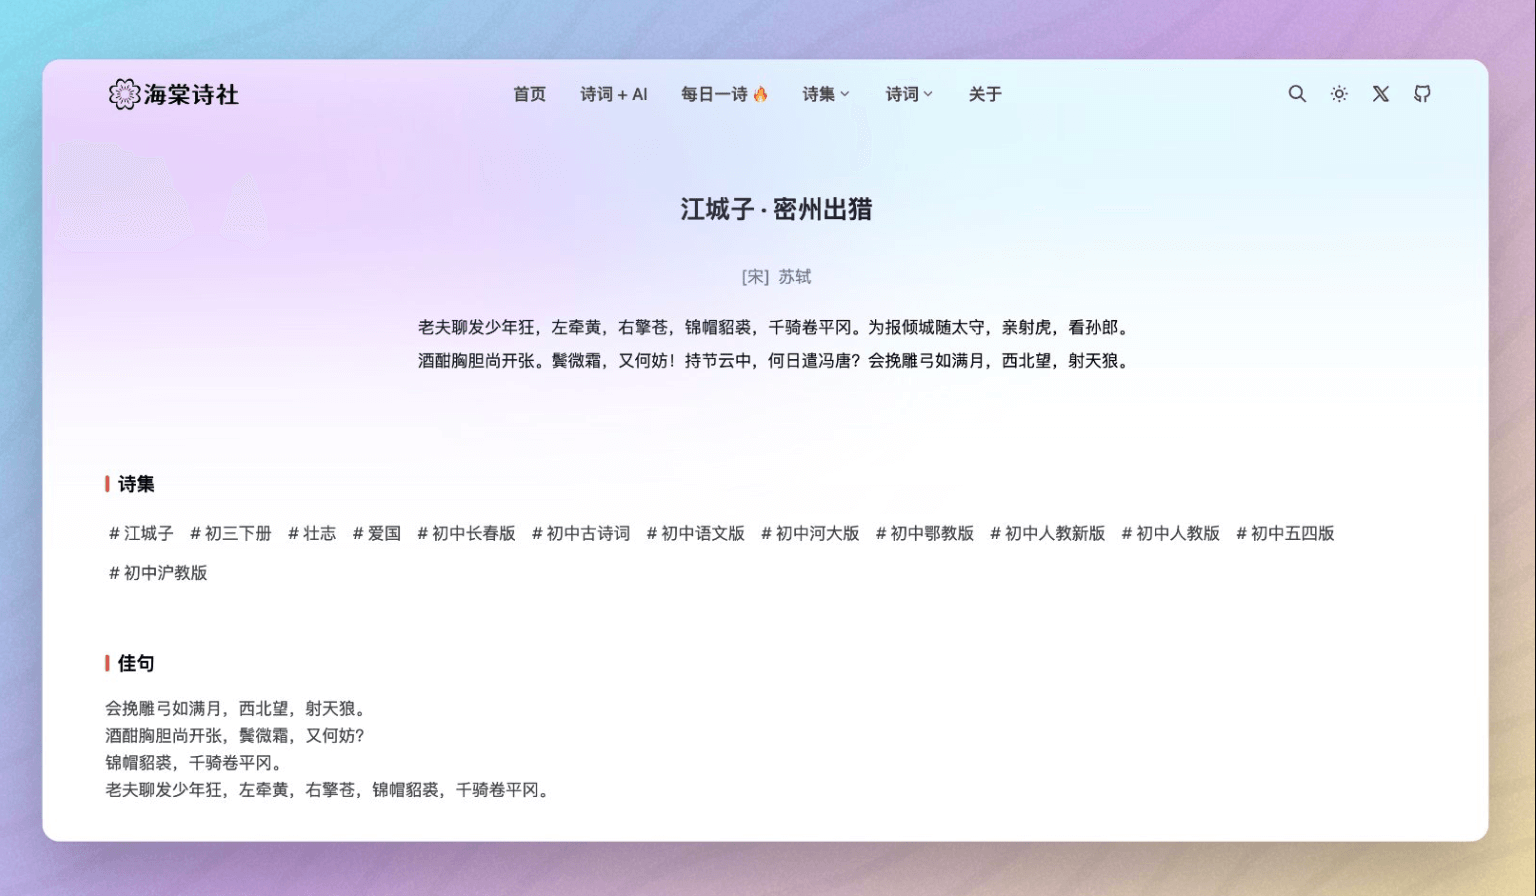 海棠诗社 首页 诗词 + AI 每日一诗🔥 诗集 诗词 关于
江城子 · 密州出猎
[宋] 苏轼
老夫聊发少年狂，左牵黄，右擎苍，锦帽貂裘，千骑卷平冈。为报倾城随太守，亲射虎，看孙郎。
酒酣胸胆尚开张。鬓微霜，又何妨！持节云中，何日遣冯唐？会挽雕弓如满月，西北望，射天狼。
诗集
# 江城子 # 初三下册 # 壮志 # 爱国 # 初中长春版 # 初中古诗词 # 初中语文版 # 初中河大版 # 初中鄂教版 # 初中人教新版 # 初中人教版 # 初中五四版
# 初中沪教版
佳句
会挽雕弓如满月，西北望，射天狼。
酒酣胸胆尚开张，鬓微霜，又何妨？
锦帽貂裘，千骑卷平冈。
老夫聊发少年狂，左牵黄，右擎苍，锦帽貂裘，千骑卷平冈。